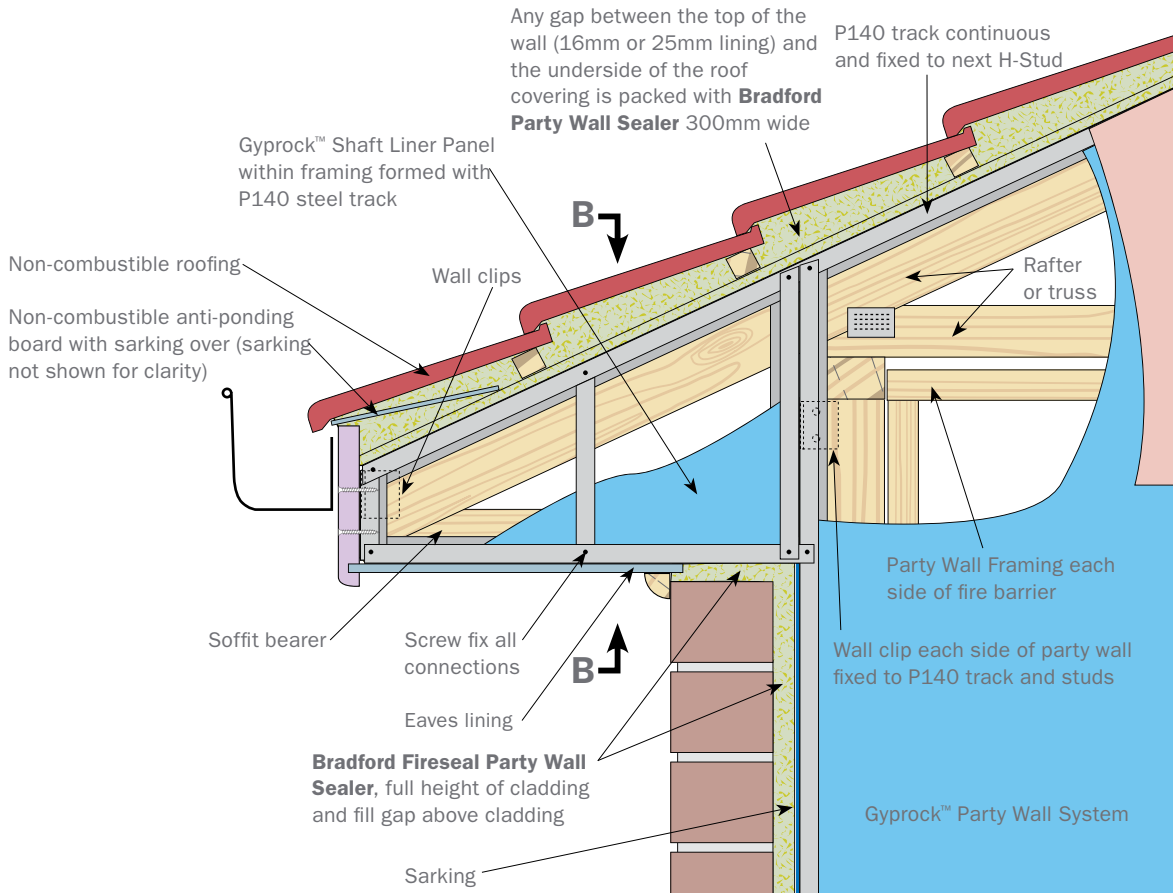 Any gap between the top of the
wall (16mm or 25mm lining) and
the underside of the roof
covering is packed with Bradford
Party Wall Sealer 300mm wide
P140 track continuous
and fixed to next H-Stud
Gyprock™ Shaft Liner Panel
within framing formed with
P140 steel track
B
Non-combustible roofing
Wall clips
Rafter
or truss
Non-combustible anti-ponding
board with sarking over (sarking
not shown for clarity)
Party Wall Framing each
side of fire barrier
Soffit bearer
Screw fix all
connections
B
Wall clip each side of party wall
fixed to P140 track and studs
Eaves lining
Bradford Fireseal Party Wall
Sealer, full height of cladding
and fill gap above cladding
Gyprock™ Party Wall System
Sarking